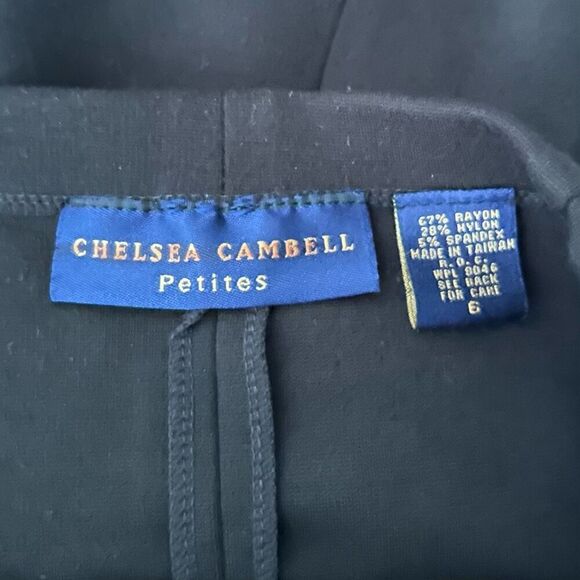 CHELSEA CAMBELL
Petites
67% RAYON
28% NYLON
5% SPANDEX
MADE IN TAIWAN
R.O.C.
WPL 8046
SEE BACK
FOR CARE
6